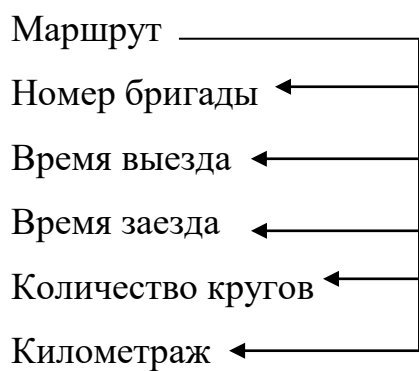 Маршрут
Номер бригады
Время выезда
Время заезда
Количество кругов
Километраж